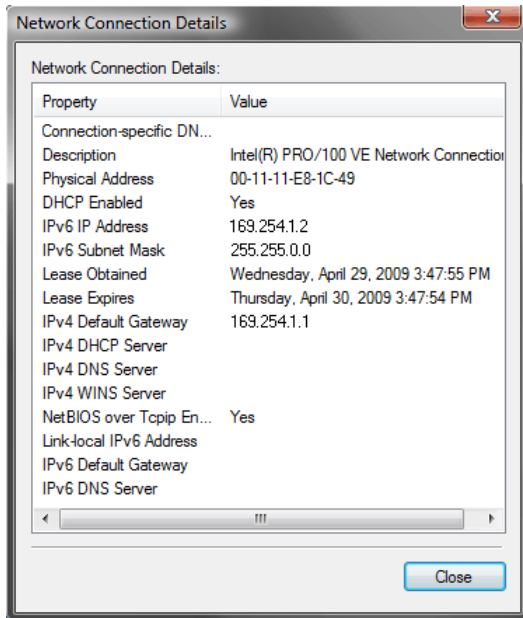 Network Connection Details
Network Connection Details:
Property Value
Connection-specific DN...
Description Intel(R) PRO/100 VE Network Connection
Physical Address 00-11-11-E8-1C-49
DHCP Enabled Yes
IPv6 IP Address 169.254.1.2
IPv6 Subnet Mask 255.255.0.0
Lease Obtained Wednesday, April 29, 2009 3:47:55 PM
Lease Expires Thursday, April 30, 2009 3:47:54 PM
IPv4 Default Gateway 169.254.1.1
IPv4 DHCP Server
IPv4 DNS Server
IPv4 WINS Server
NetBIOS over Tcpip En... Yes
Link-local IPv6 Address
IPv6 Default Gateway
IPv6 DNS Server
Close